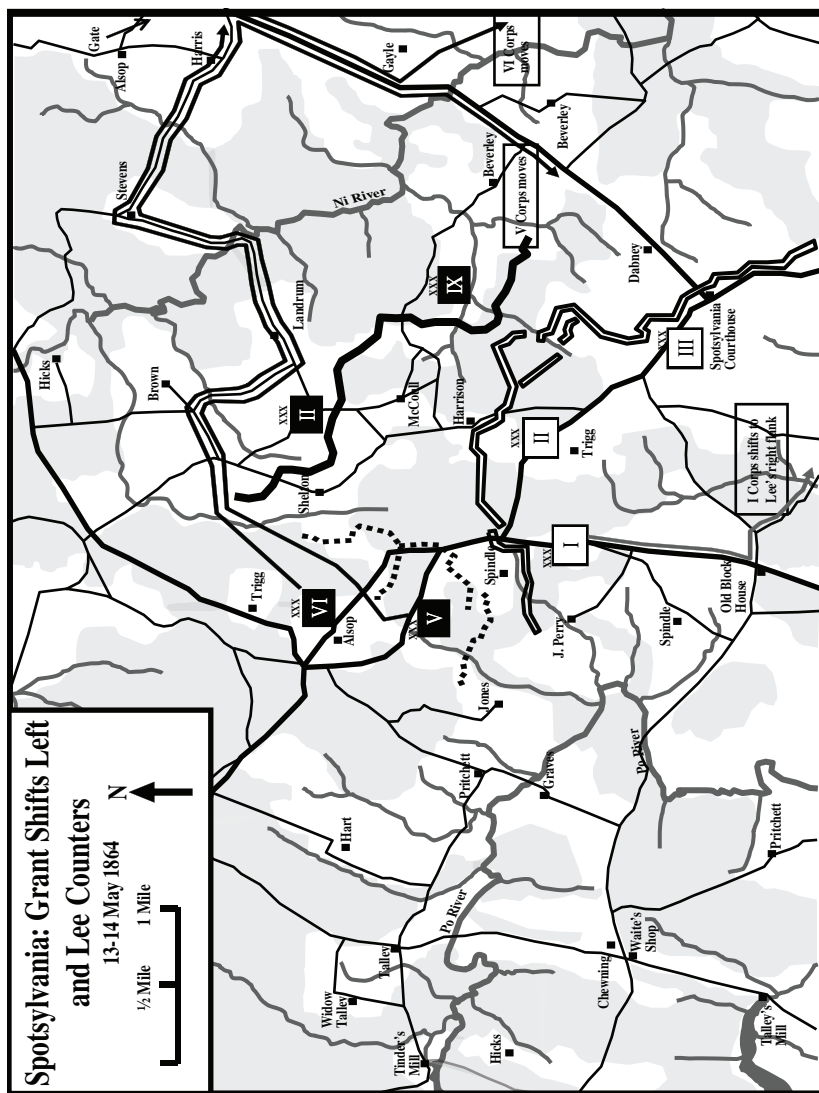 Spotsylvania: Grant Shifts Left
and Lee Counters
13-14 May 1864
½ Mile
1 Mile
N
Gate
Alsop
Harris
Gayle
VI Corps
moves
Stevens
Beverley
Beverley
V Corps moves
Ni River
Landrum
XXX
IX
Dabney
Hicks
Brown
XXX
II
McCoull
Harrison
XXX
III
Spotsylvania
Courthouse
Shelton
XXX
II
Trigg
I Corps shifts to
Lee's right flank
Trigg
XXX
VI
Alsop
XXX
V
Spindle
XXX
I
J. Perry
Spindle
Old Block
House
Jones
Pritchett
Graves
Po River
Hart
Pritchett
Po River
Talley
Widow
Talley
Tinder's
Mill
Hicks
Chewning
Waite's
Shop
Talley's
Mill